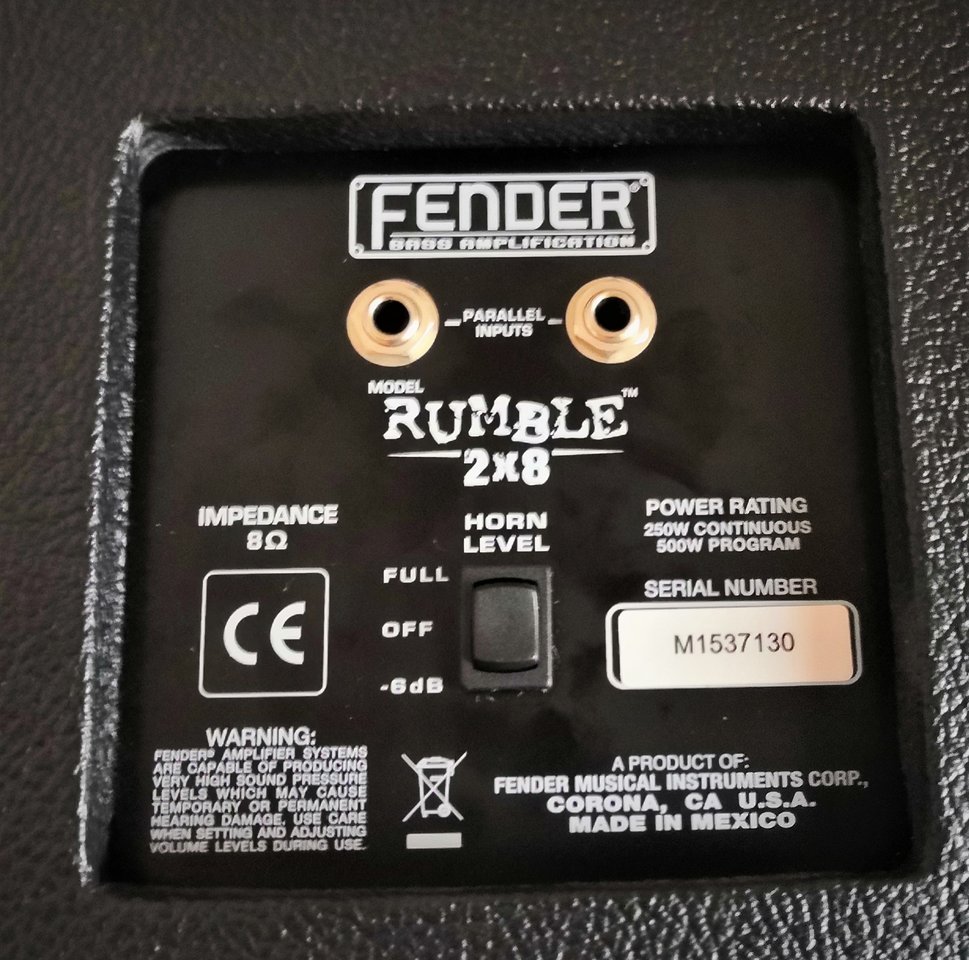 FENDER®
BASS AMPLIFICATION
PARALLEL
INPUTS
MODEL
RUMBLE™
2x8
IMPEDANCE
8Ω
HORN
LEVEL
FULL
OFF
-6dB
POWER RATING
250W CONTINUOUS
500W PROGRAM
SERIAL NUMBER
M1537130
CE
WARNING:
FENDER® AMPLIFIER SYSTEMS
ARE CAPABLE OF PRODUCING
VERY HIGH SOUND PRESSURE
LEVELS WHICH MAY CAUSE
TEMPORARY OR PERMANENT
HEARING DAMAGE. USE CARE
WHEN SETTING AND ADJUSTING
VOLUME LEVELS DURING USE.
A PRODUCT OF:
FENDER MUSICAL INSTRUMENTS CORP.,
CORONA, CA U.S.A.
MADE IN MEXICO